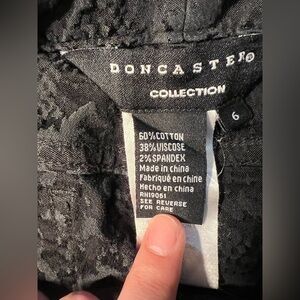 DONCASTER®
COLLECTION
6
60%COTTON
38%VISCOSE
2%SPANDEX
Made in china
Fabriqué en chine
Hecho en china
RN19061
SEE REVERSE
FOR CARE